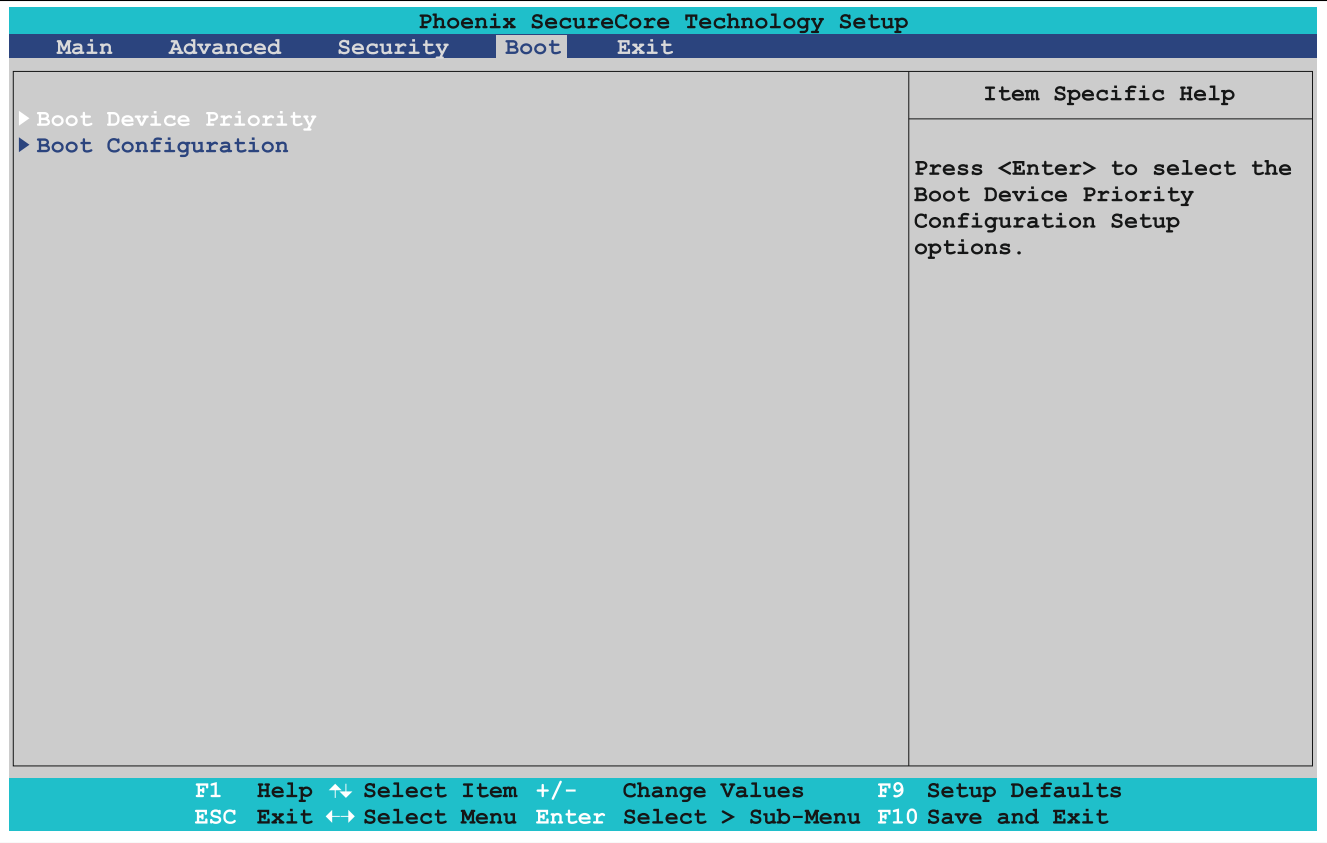 Phoenix SecureCore Technology Setup
Main Advanced Security Boot Exit
Boot Device Priority
Boot Configuration
Item Specific Help
Press <Enter> to select the
Boot Device Priority
Configuration Setup
options.
F1 Help ↑↓ Select Item +/- Change Values F9 Setup Defaults
ESC Exit ←→ Select Menu Enter Select > Sub-Menu F10 Save and Exit